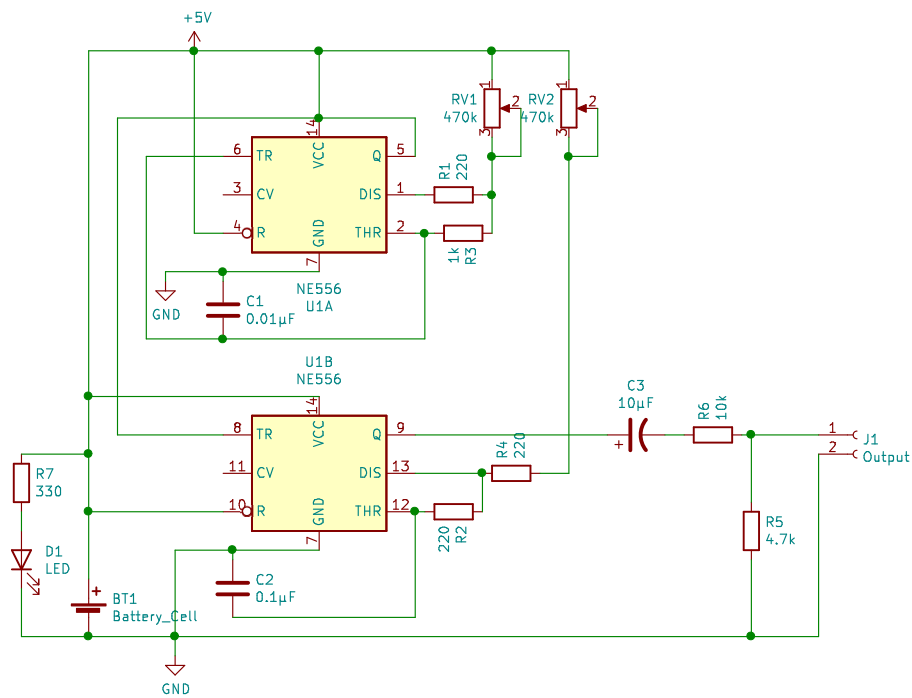 +5V
RV1
470k
1
2
3
RV2
470k
1
2
3
14
VCC
6
TR
Q
5
R1
220
3
CV
DIS
1
4
R
GND
THR
2
1k
R3
7
NE556
U1A
GND
C1
0.01µF
U1B
NE556
14
VCC
8
TR
Q
9
C3
10µF
+
R6
10k
1
2
J1
Output
11
CV
DIS
13
R4
220
10
R
GND
THR
12
220
R2
7
R7
330
R5
4.7k
D1
LED
C2
0.1µF
+
BT1
Battery_Cell
GND